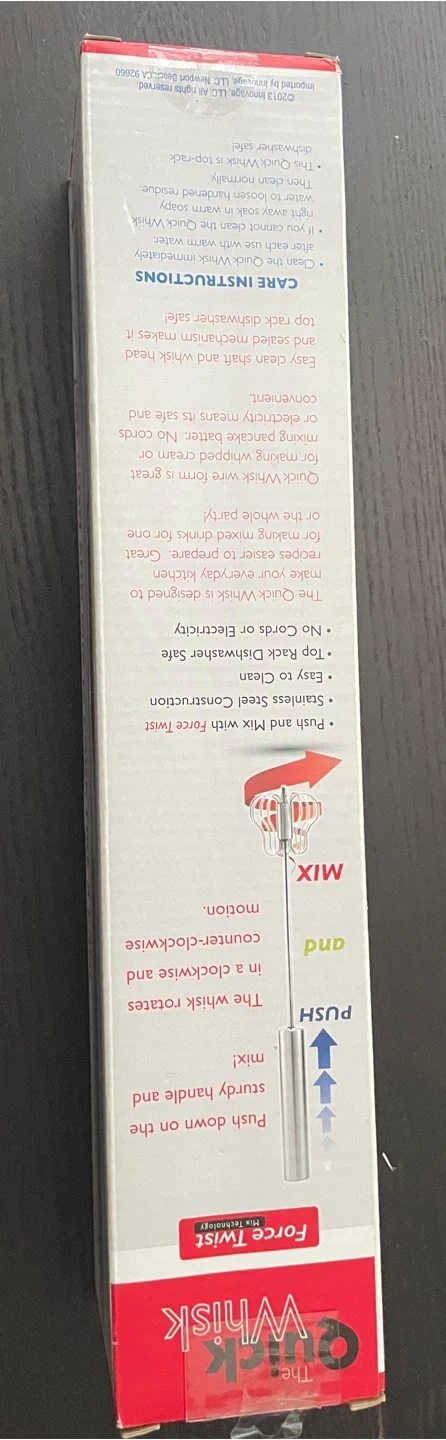 The
Quick
Whisk
Force Twist
Mix Technology
Push down on the
sturdy handle and
mix!
PUSH
The whisk rotates
in a clockwise and
counter-clockwise
motion.
and
MIX
• Push and Mix with Force Twist
• Stainless Steel Construction
• Easy to Clean
• Top Rack Dishwasher Safe
• No Cords or Electricity
The Quick Whisk is designed to
make your everyday kitchen
recipes easier to prepare. Great
for making mixed drinks for one
or the whole party!
Quick Whisk wire form is great
for making whipped cream or
mixing pancake batter. No cords
or electricity means its safe and
convenient.
Easy clean shaft and whisk head
and sealed mechanism makes it
top rack dishwasher safe!
CARE INSTRUCTIONS
• Clean the Quick Whisk immediately
after each use with warm water.
• If you cannot clean the Quick Whisk
right away, soak in warm soapy
water to loosen hardened residue.
Then clean normally.
• This Quick Whisk is top-rack
dishwasher safe!
©2013 Innovage, LLC. All rights reserved.
Imported by Innovage, LLC. Newport Beach, CA 92660